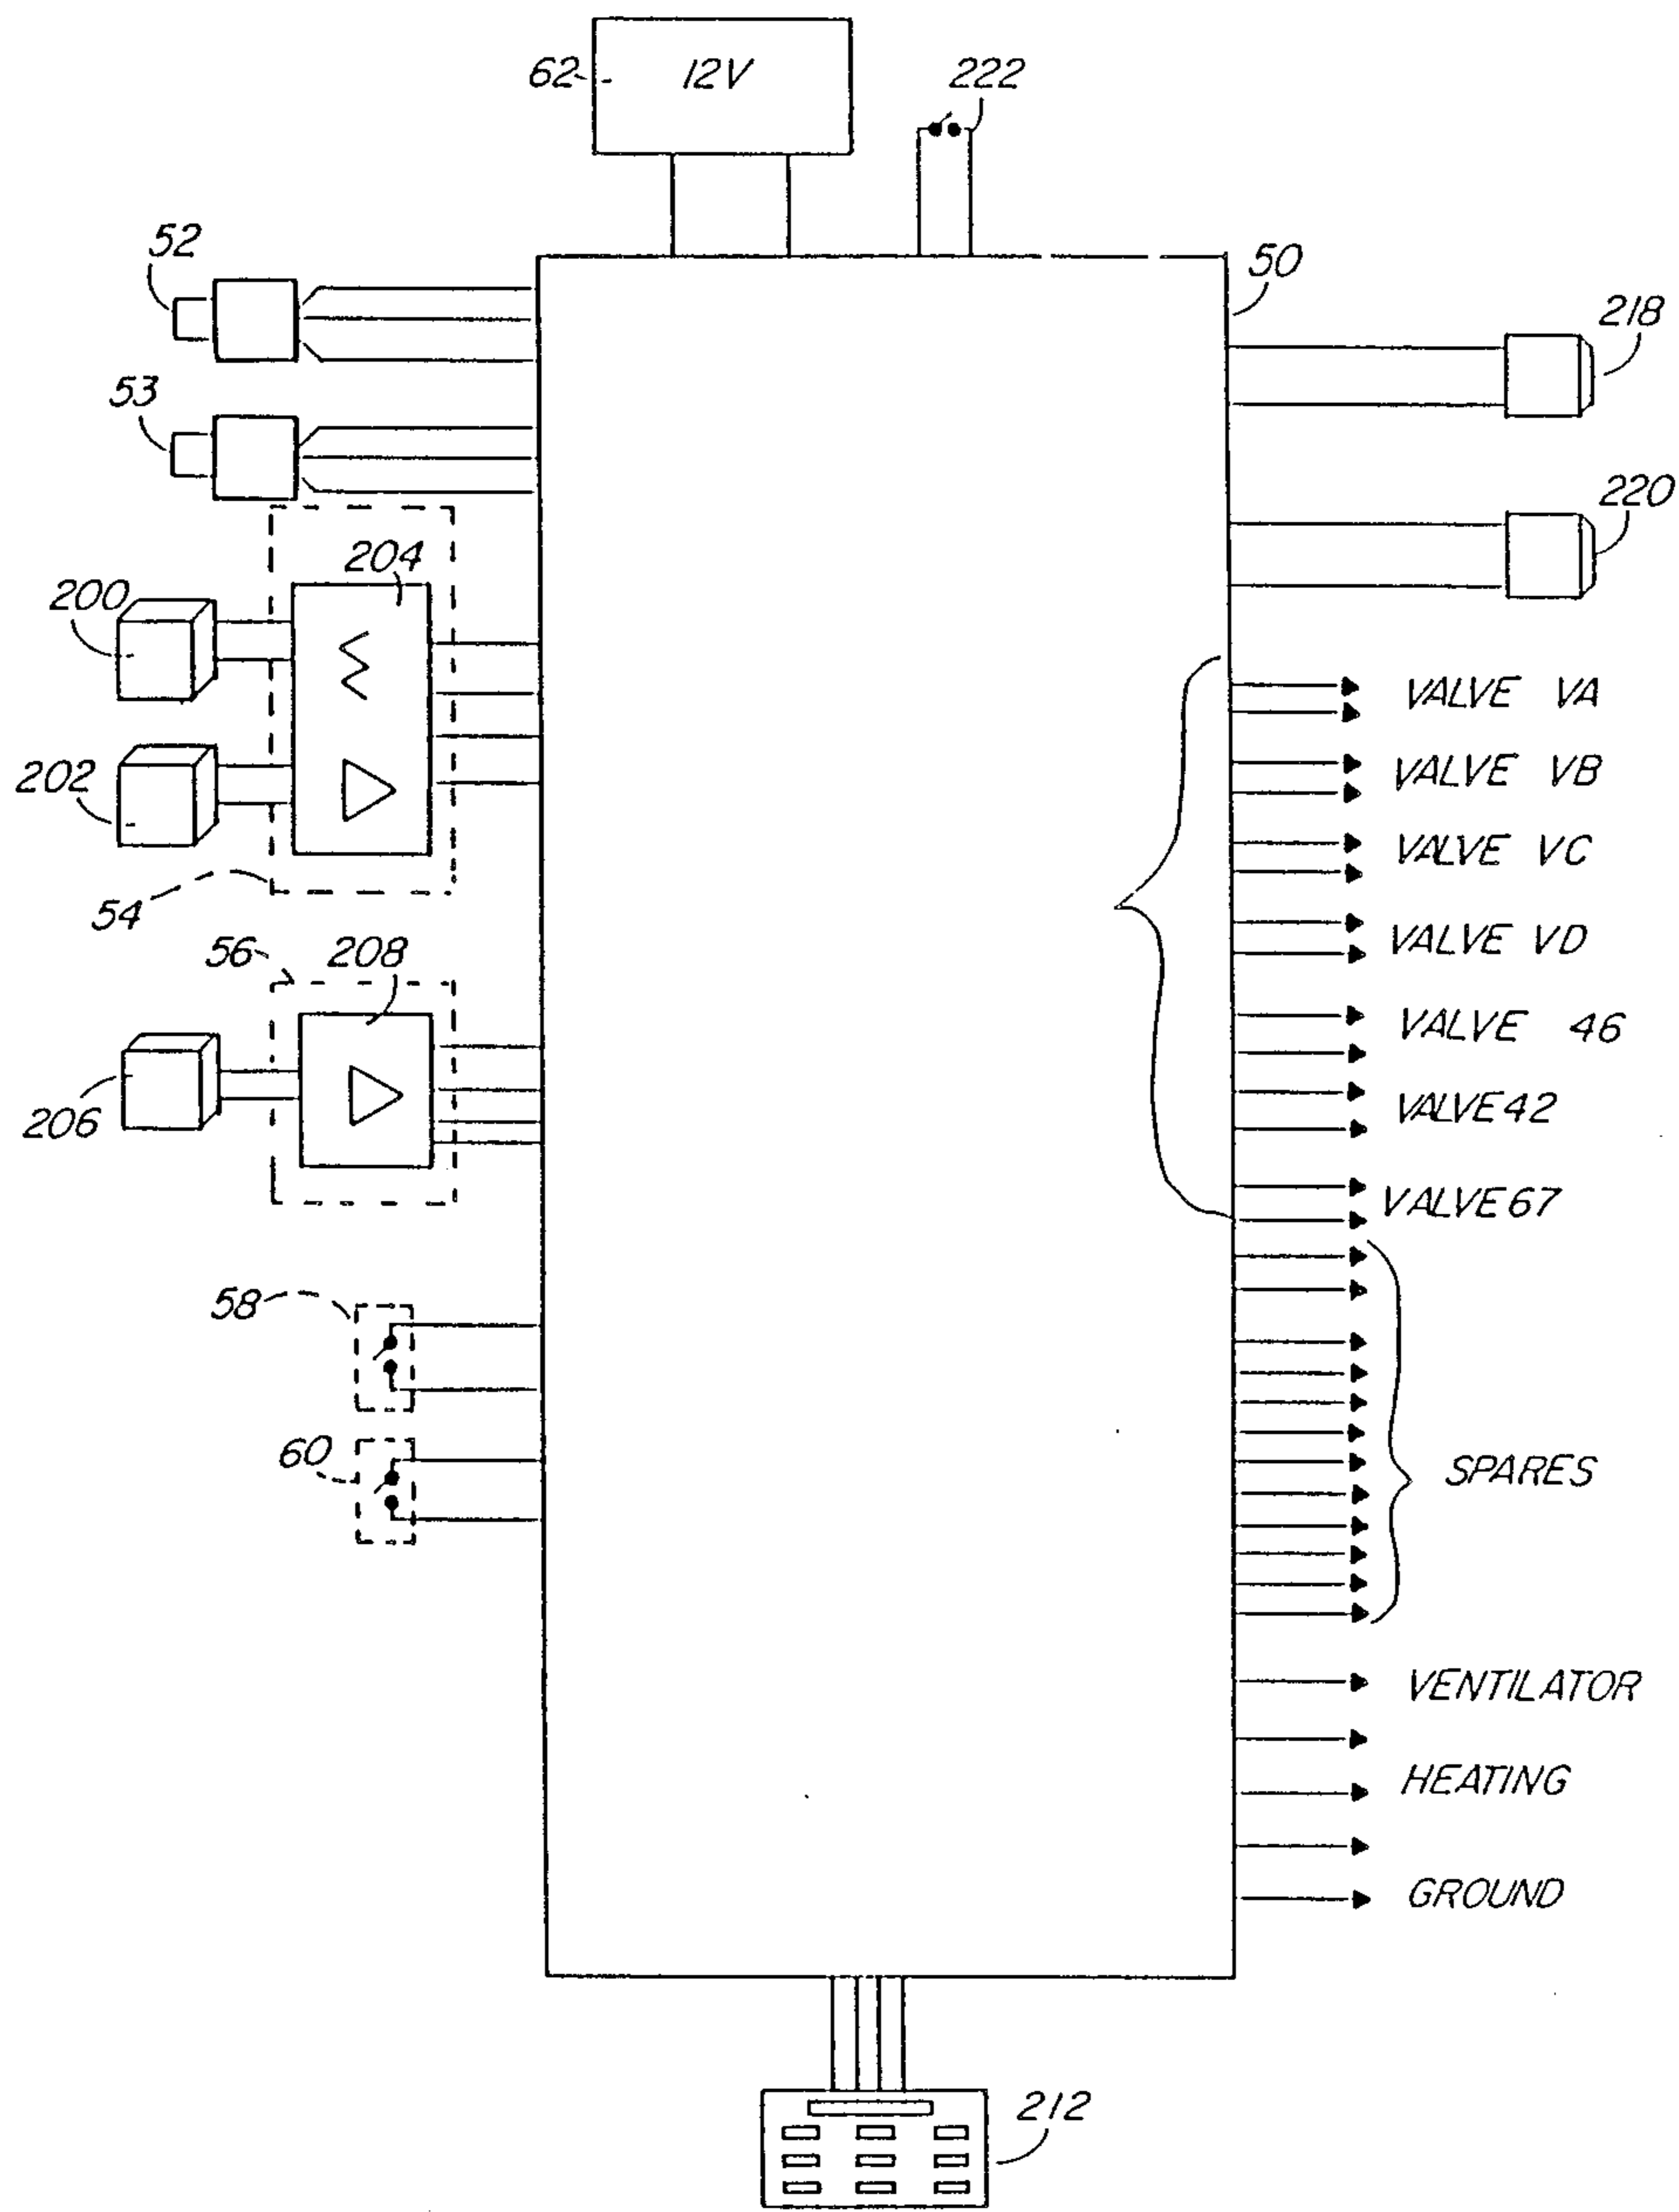 62
12V
222
52
50
218
53
220
204
200
VALVE VA
202
VALVE VB
VALVE VC
54
VALVE VD
56
208
VALVE 46
206
VALVE 42
VALVE 67
58
60
SPARES
VENTILATOR
HEATING
GROUND
212